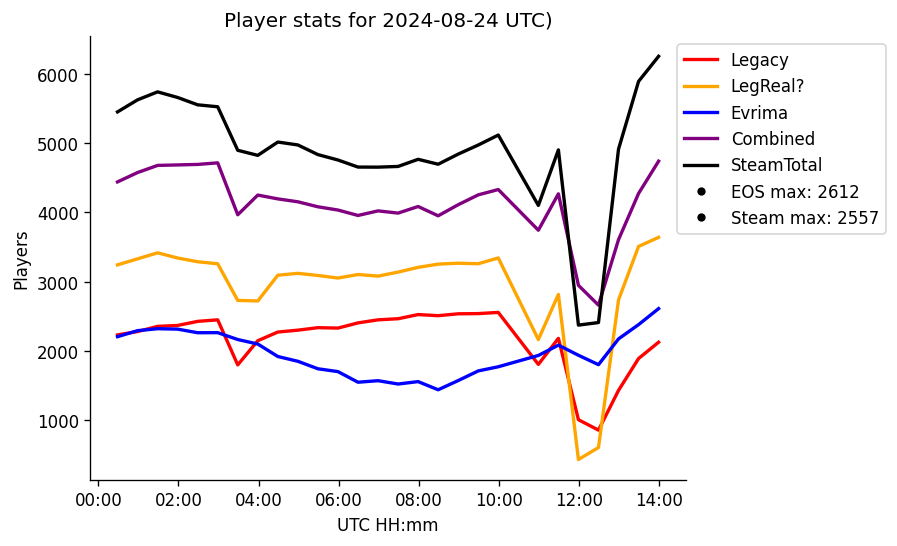 Player stats for 2024-08-24 UTC)
Legacy
LegReal?
Evrima
Combined
SteamTotal
EOS max: 2612
Steam max: 2557
Players
6000
5000
4000
3000
2000
1000
00:00 02:00 04:00 06:00 08:00 10:00 12:00 14:00
UTC HH:mm